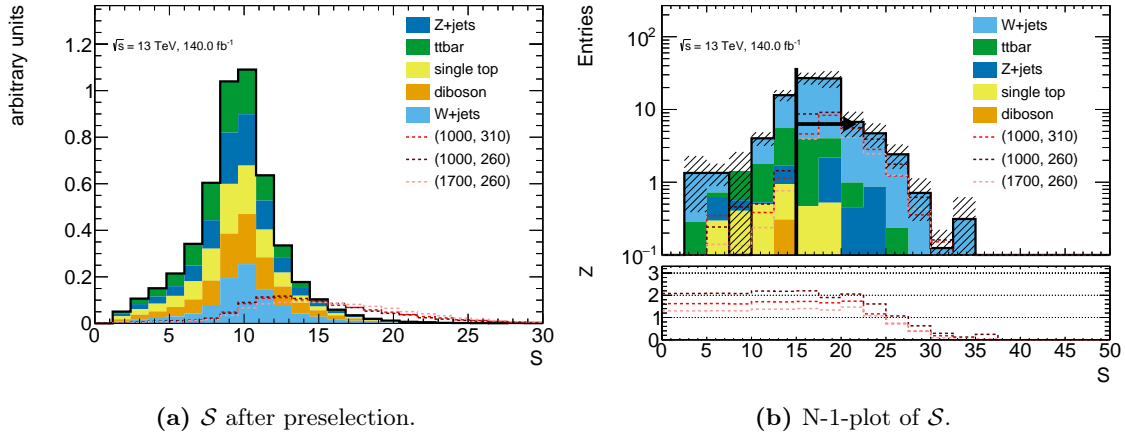 arbitrary units
1.2
1
0.8
0.6
0.4
0.2
0
√s = 13 TeV, 140.0 fb⁻¹
Z+jets
ttbar
single top
diboson
W+jets
(1000, 310)
(1000, 260)
(1700, 260)
0 5 10 15 20 25 30
S
(a) S after preselection.
Entries
10²
10
1
10⁻¹
√s = 13 TeV, 140.0 fb⁻¹
W+jets
ttbar
Z+jets
single top
diboson
(1000, 310)
(1000, 260)
(1700, 260)
Z
3
2
1
0 5 10 15 20 25 30 35 40 45 50
S
(b) N-1-plot of S.